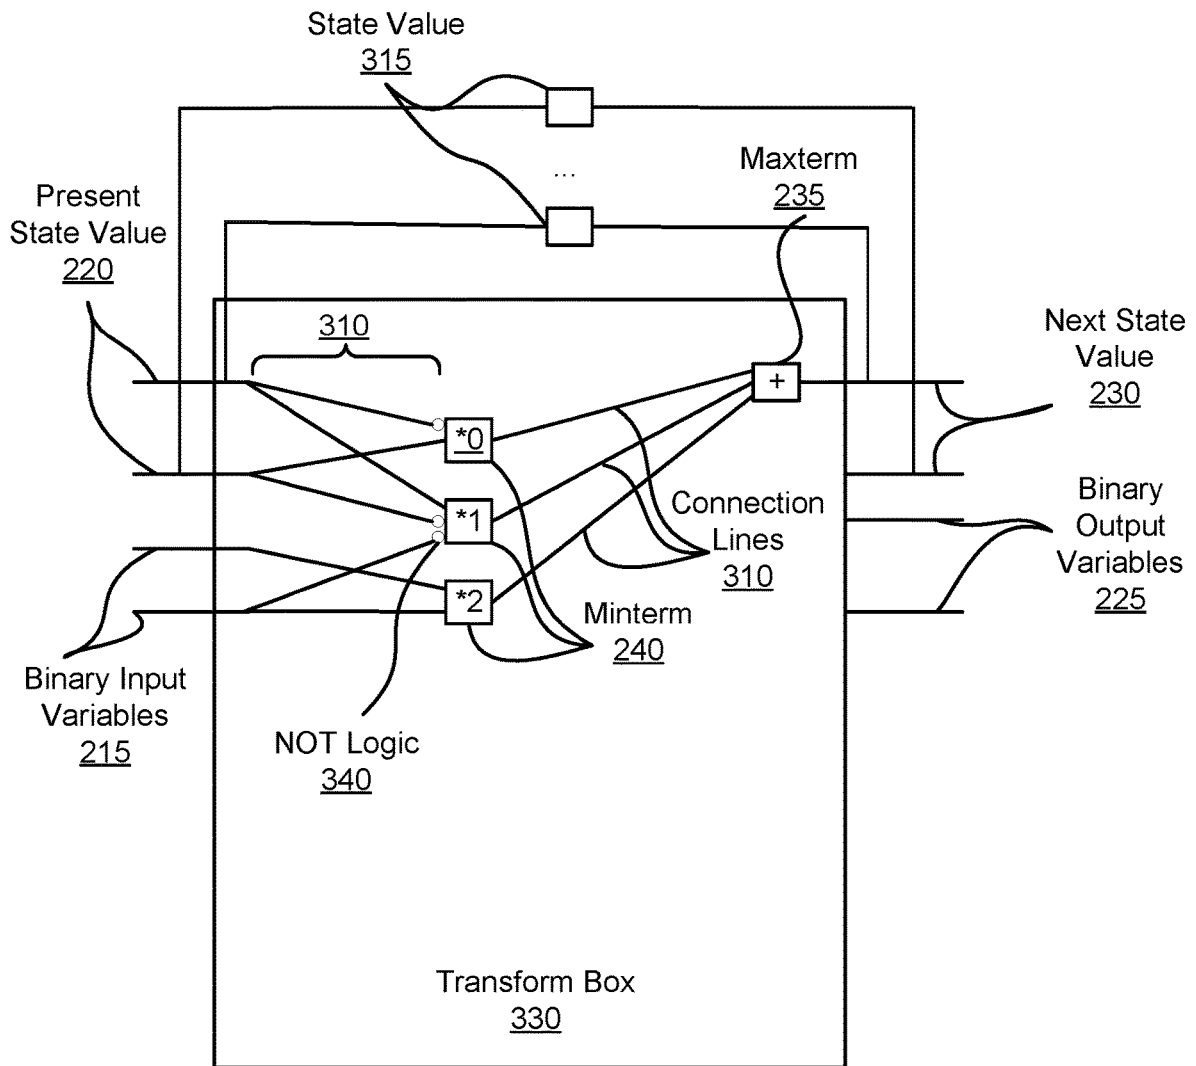 State Value
315
...
Maxterm
235
Present
State Value
220
310
Next State
Value
230
+
*0
*1
*2
Connection
Lines
310
Binary
Output
Variables
225
Minterm
240
Binary Input
Variables
215
NOT Logic
340
Transform Box
330